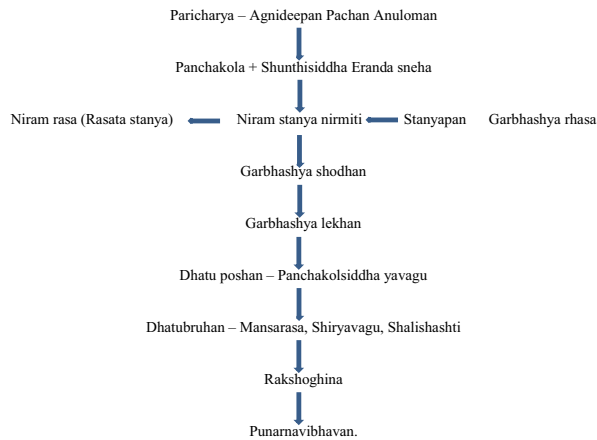 Paricharya – Agnideepan Pachan Anuloman
Panchakola + Shunthisiddha Eranda sneha
Niram rasa (Rasata stanya) Niram stanya nirmiti Stanyapan Garbhashya rhasa
Garbhashya shodhan
Garbhashya lekhan
Dhatu poshan – Panchakolsiddha yavagu
Dhatubruhan – Mansarasa, Shiryavagu, Shalishashti
Rakshoghina
Punarnavibhavan.